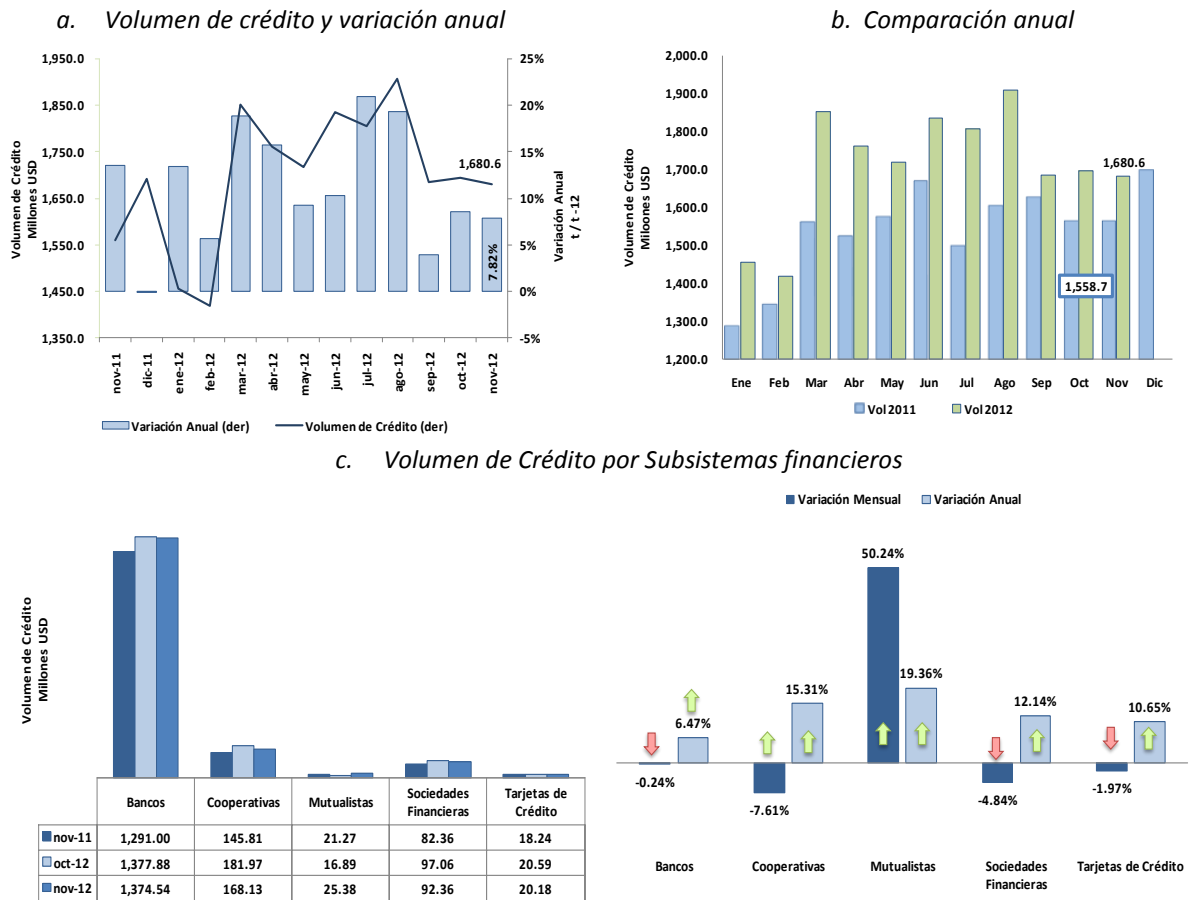 a. Volumen de crédito y variación anual
Volumen de Crédito
Millones USD
1,950.0
1,850.0
1,750.0
1,650.0
1,550.0
1,450.0
1,350.0
25%
20%
15%
10%
5%
0%
-5%
Variación Anual
t / t -12
1,680.6
7.82%
nov-11
dic-11
ene-12
feb-12
mar-12
abr-12
may-12
jun-12
jul-12
ago-12
sep-12
oct-12
nov-12
Variación Anual (der)
Volumen de Crédito (der)
b. Comparación anual
Volumen de Crédito
Milones USD
2,000.0
1,900.0
1,800.0
1,700.0
1,600.0
1,500.0
1,400.0
1,300.0
1,200.0
1,680.6
1,558.7
Ene Feb Mar Abr May Jun Jul Ago Sep Oct Nov Dic
Vol 2011 Vol 2012
c. Volumen de Crédito por Subsistemas financieros
Volumen de Crédito
Millones USD
Bancos Cooperativas Mutualistas Sociedades Financieras Tarjetas de Crédito
nov-11 1,291.00 145.81 21.27 82.36 18.24
oct-12 1,377.88 181.97 16.89 97.06 20.59
nov-12 1,374.54 168.13 25.38 92.36 20.18
Variación Mensual Variación Anual
-0.24%
6.47%
-7.61%
15.31%
50.24%
19.36%
-4.84%
12.14%
-1.97%
10.65%
Bancos Cooperativas Mutualistas Sociedades Financieras Tarjetas de Crédito